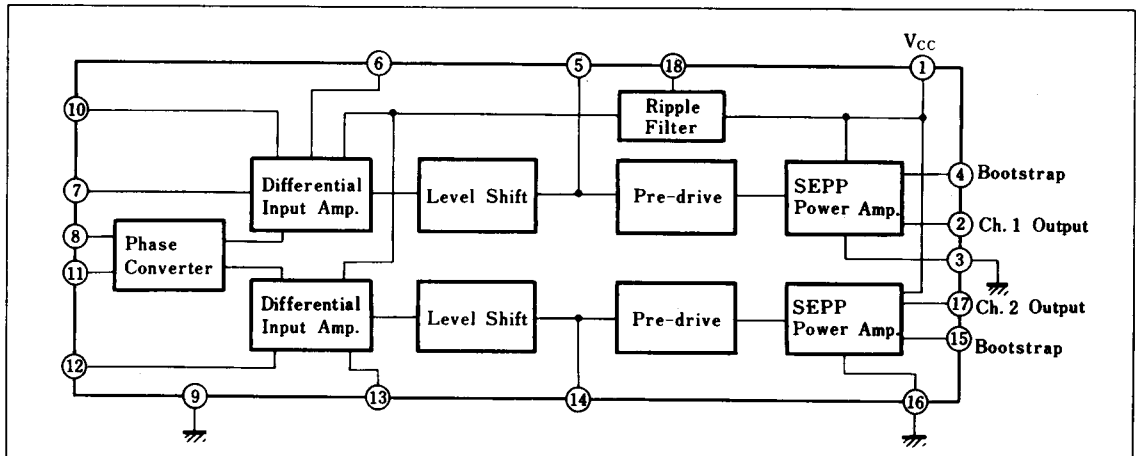 V_CC
6
5
18
1
10
Ripple
Filter
Differential
Input Amp.
Level Shift
Pre-drive
SEPP
Power Amp.
4
Bootstrap
7
2
Ch. 1 Output
8
Phase
Converter
11
3
Differential
Input Amp.
Level Shift
Pre-drive
SEPP
Power Amp.
17
Ch. 2 Output
15
Bootstrap
12
9
13
14
16